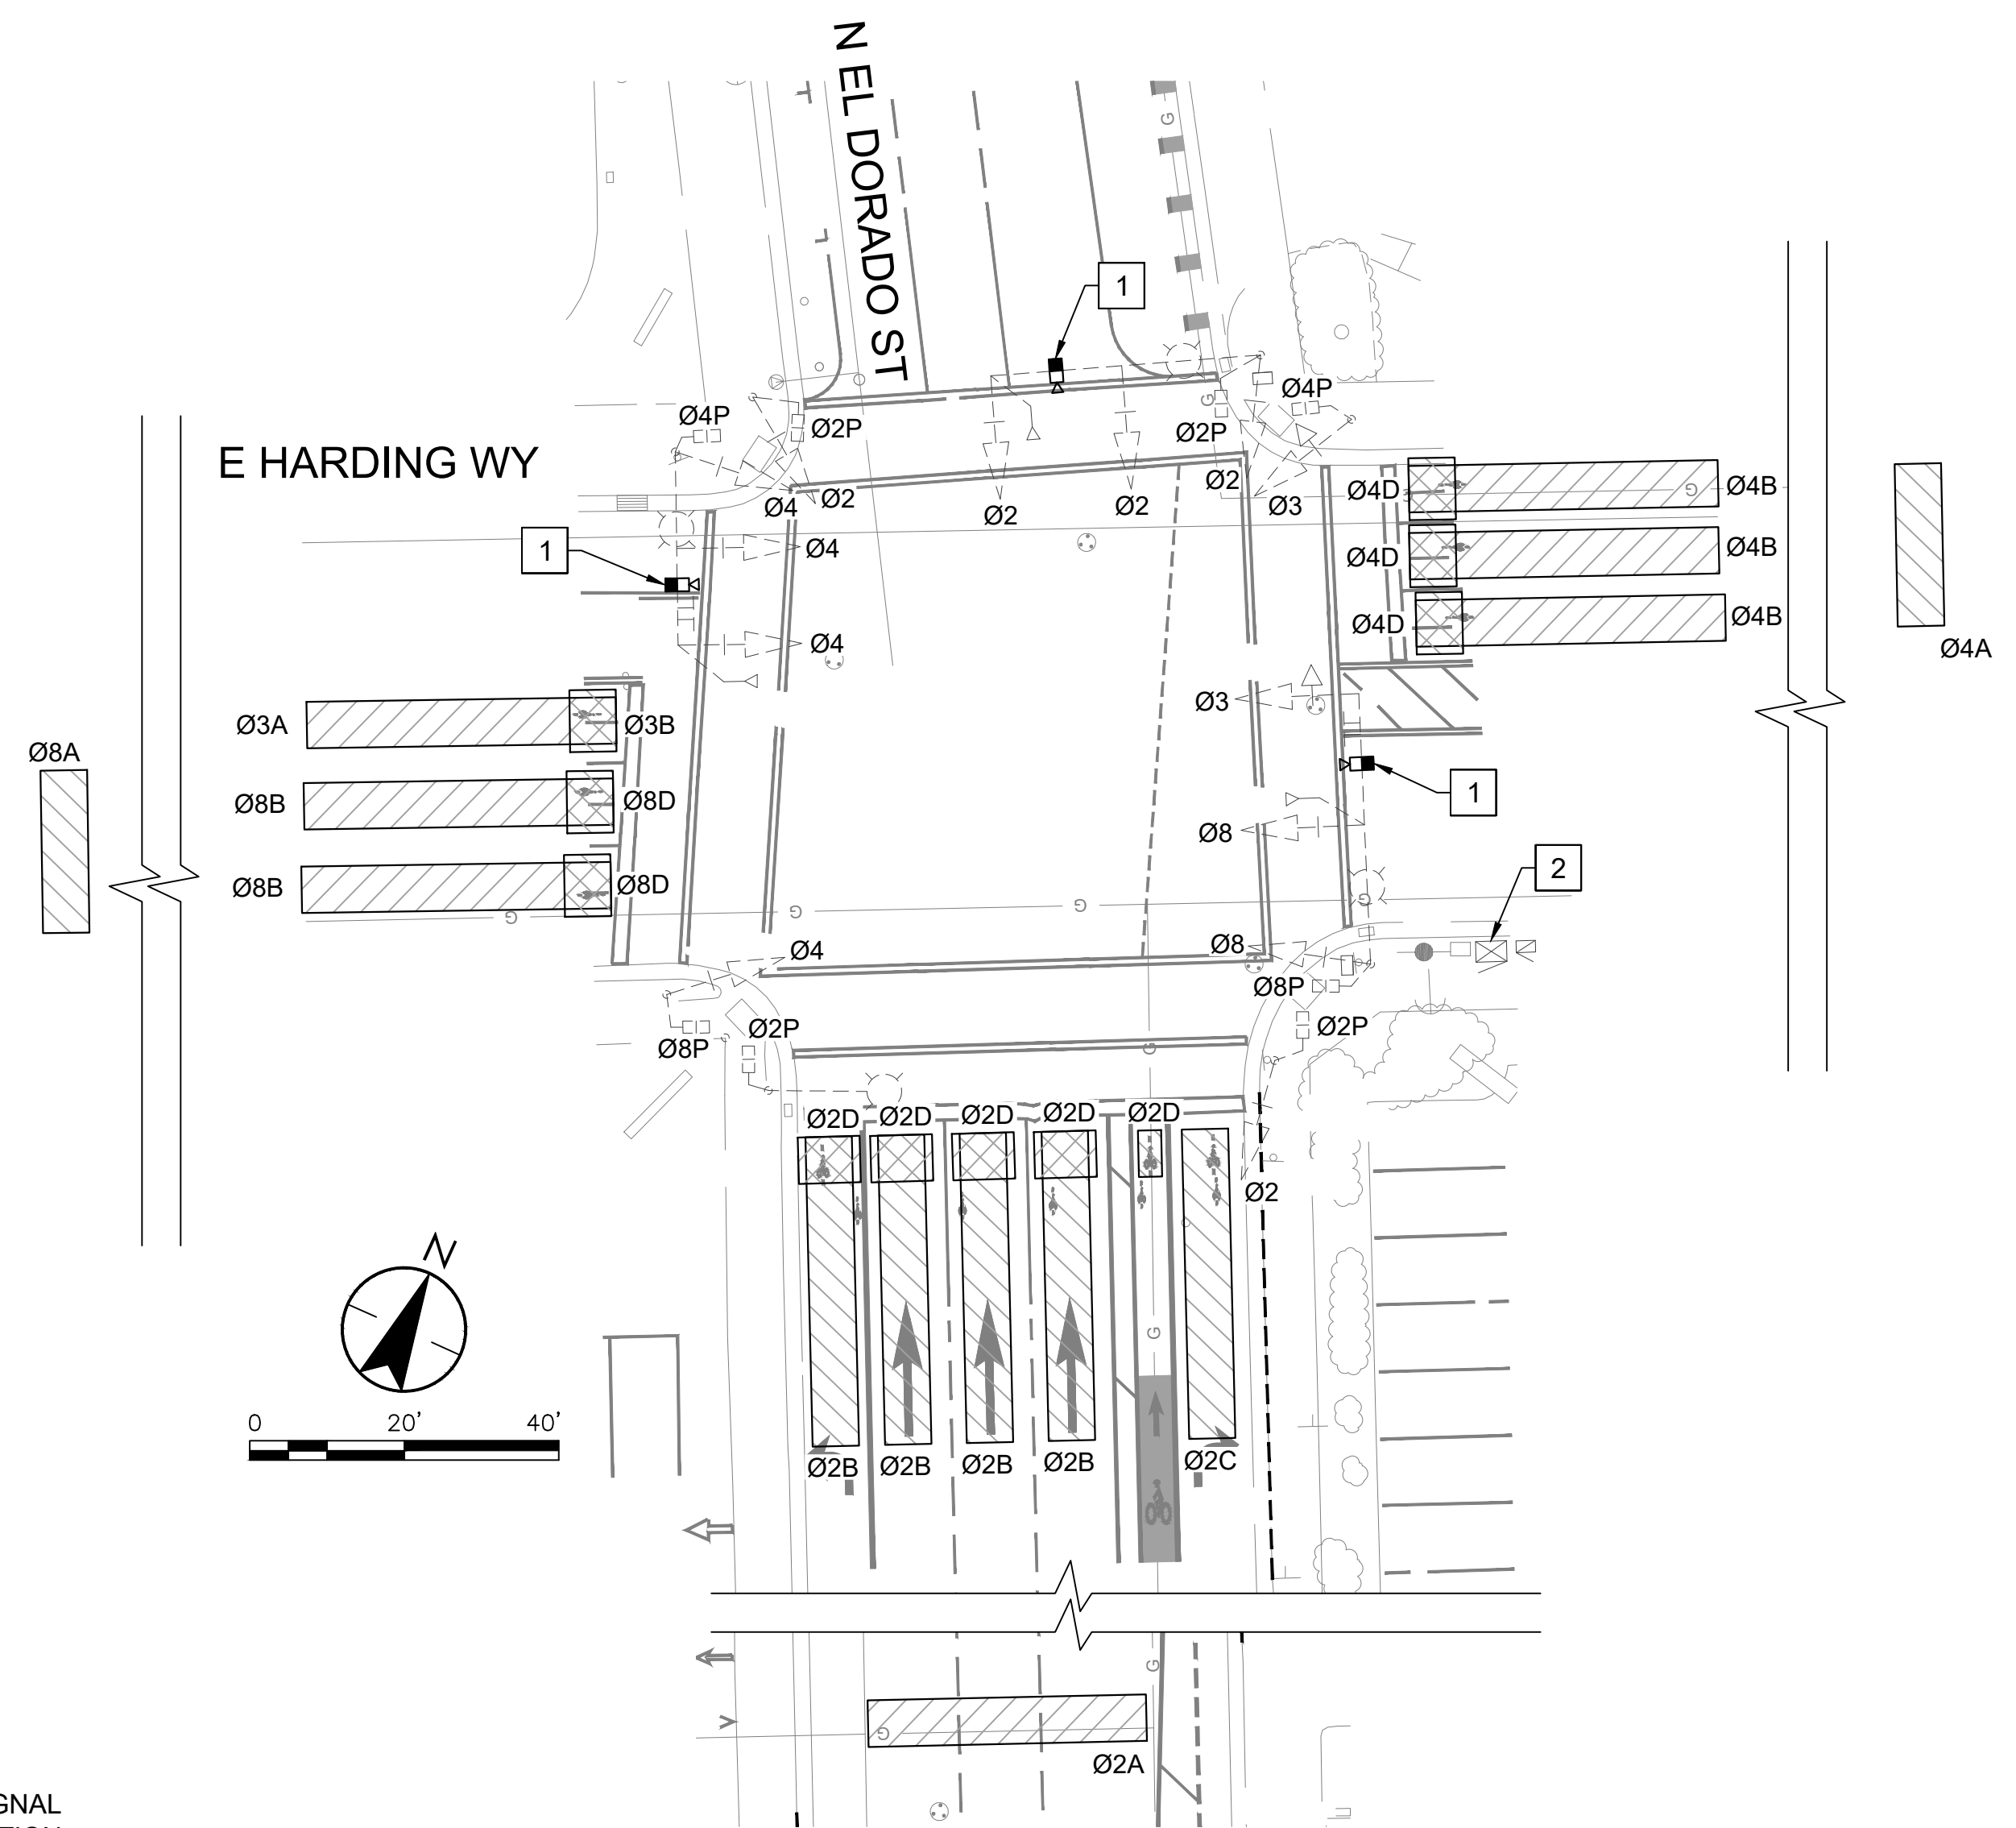 N EL DORADO ST
1
Ø4P
Ø2P
Ø2P
Ø4P
E HARDING WY
Ø4
Ø2
Ø2
Ø2
Ø2
Ø3
Ø4D
G
Ø4B
1
Ø4
Ø4D
Ø4B
Ø4
Ø4D
Ø4B
Ø4A
Ø3A
Ø3B
Ø3
Ø8A
Ø8B
Ø8D
1
Ø8
2
Ø8B
Ø8D
G
G
G
G
Ø4
Ø8
Ø8P
Ø2P
Ø8P
Ø2P
G
Ø2D
Ø2D
Ø2D
Ø2D
Ø2D
Ø2
N
G
0 20' 40'
Ø2B
Ø2B
Ø2B
Ø2B
Ø2C
G
G
Ø2A
G
G